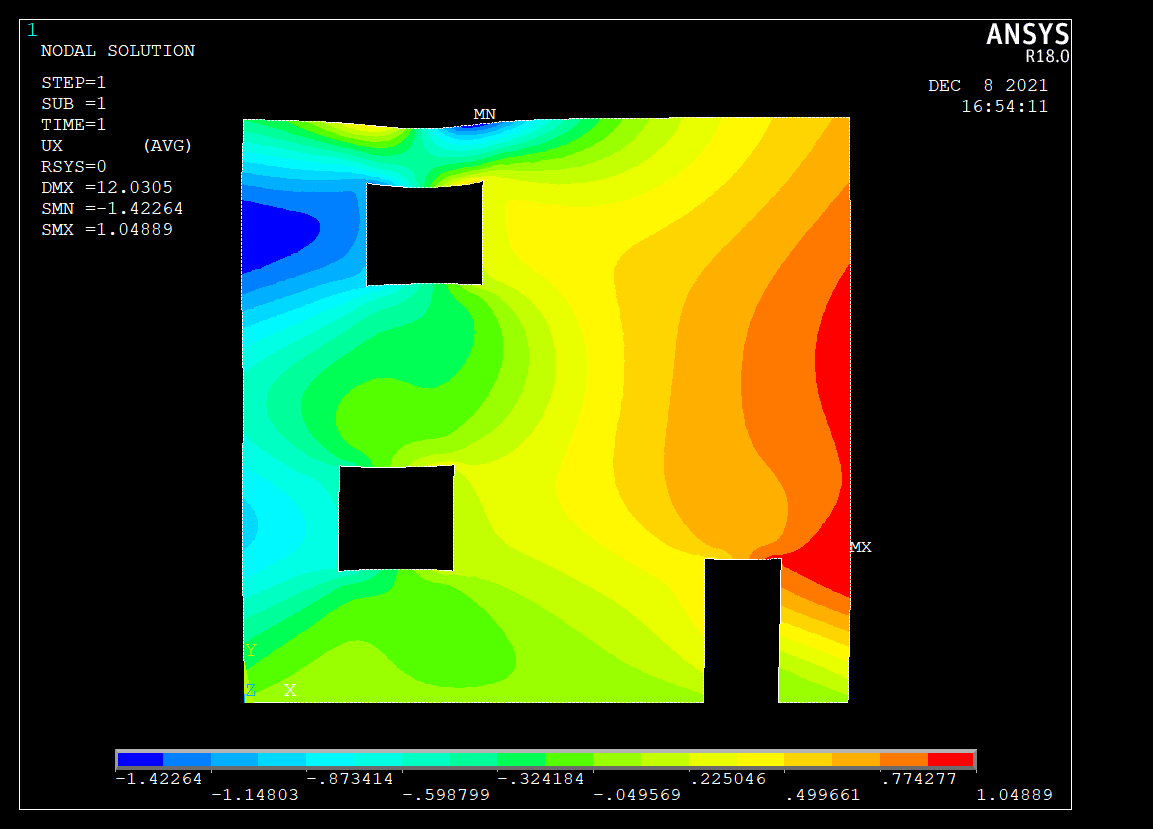 1
ANSYS
R18.0
NODAL SOLUTION
STEP=1
SUB =1
TIME=1
UX (AVG)
RSYS=0
DMX =12.0305
SMN =-1.42264
SMX =1.04889
DEC 8 2021
16:54:11
MN
MX
Y
Z X
-1.42264 -.873414 -.324184 .225046 .774277
-1.14803 -.598799 -.049569 .499661 1.04889